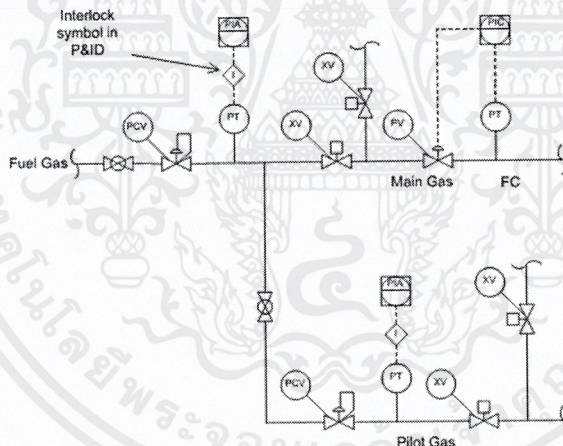 Interlock
symbol in
P&ID
PIA
PIC
I
XV
PT
PT
PCV
XV
PV
Fuel Gas
Main Gas
FC
PIA
XV
I
PCV
PT
XV
Pilot Gas